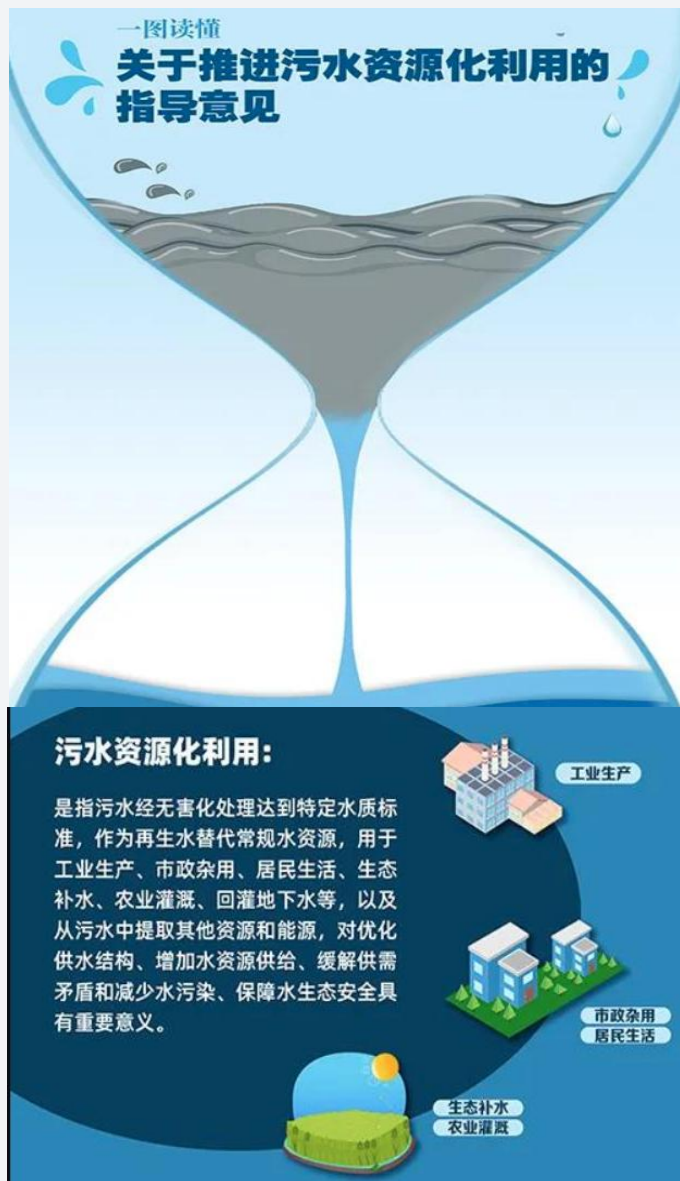 一图读懂
关于推进污水资源化利用的
指导意见
污水资源化利用:
是指污水经无害化处理达到特定水质标
准，作为再生水替代常规水资源，用于
工业生产、市政杂用、居民生活、生态
补水、农业灌溉、回灌地下水等，以及
从污水中提取其他资源和能源，对优化
供水结构、增加水资源供给、缓解供需
矛盾和减少水污染、保障水生态安全具
有重要意义。
工业生产
市政杂用
居民生活
生态补水
农业灌溉